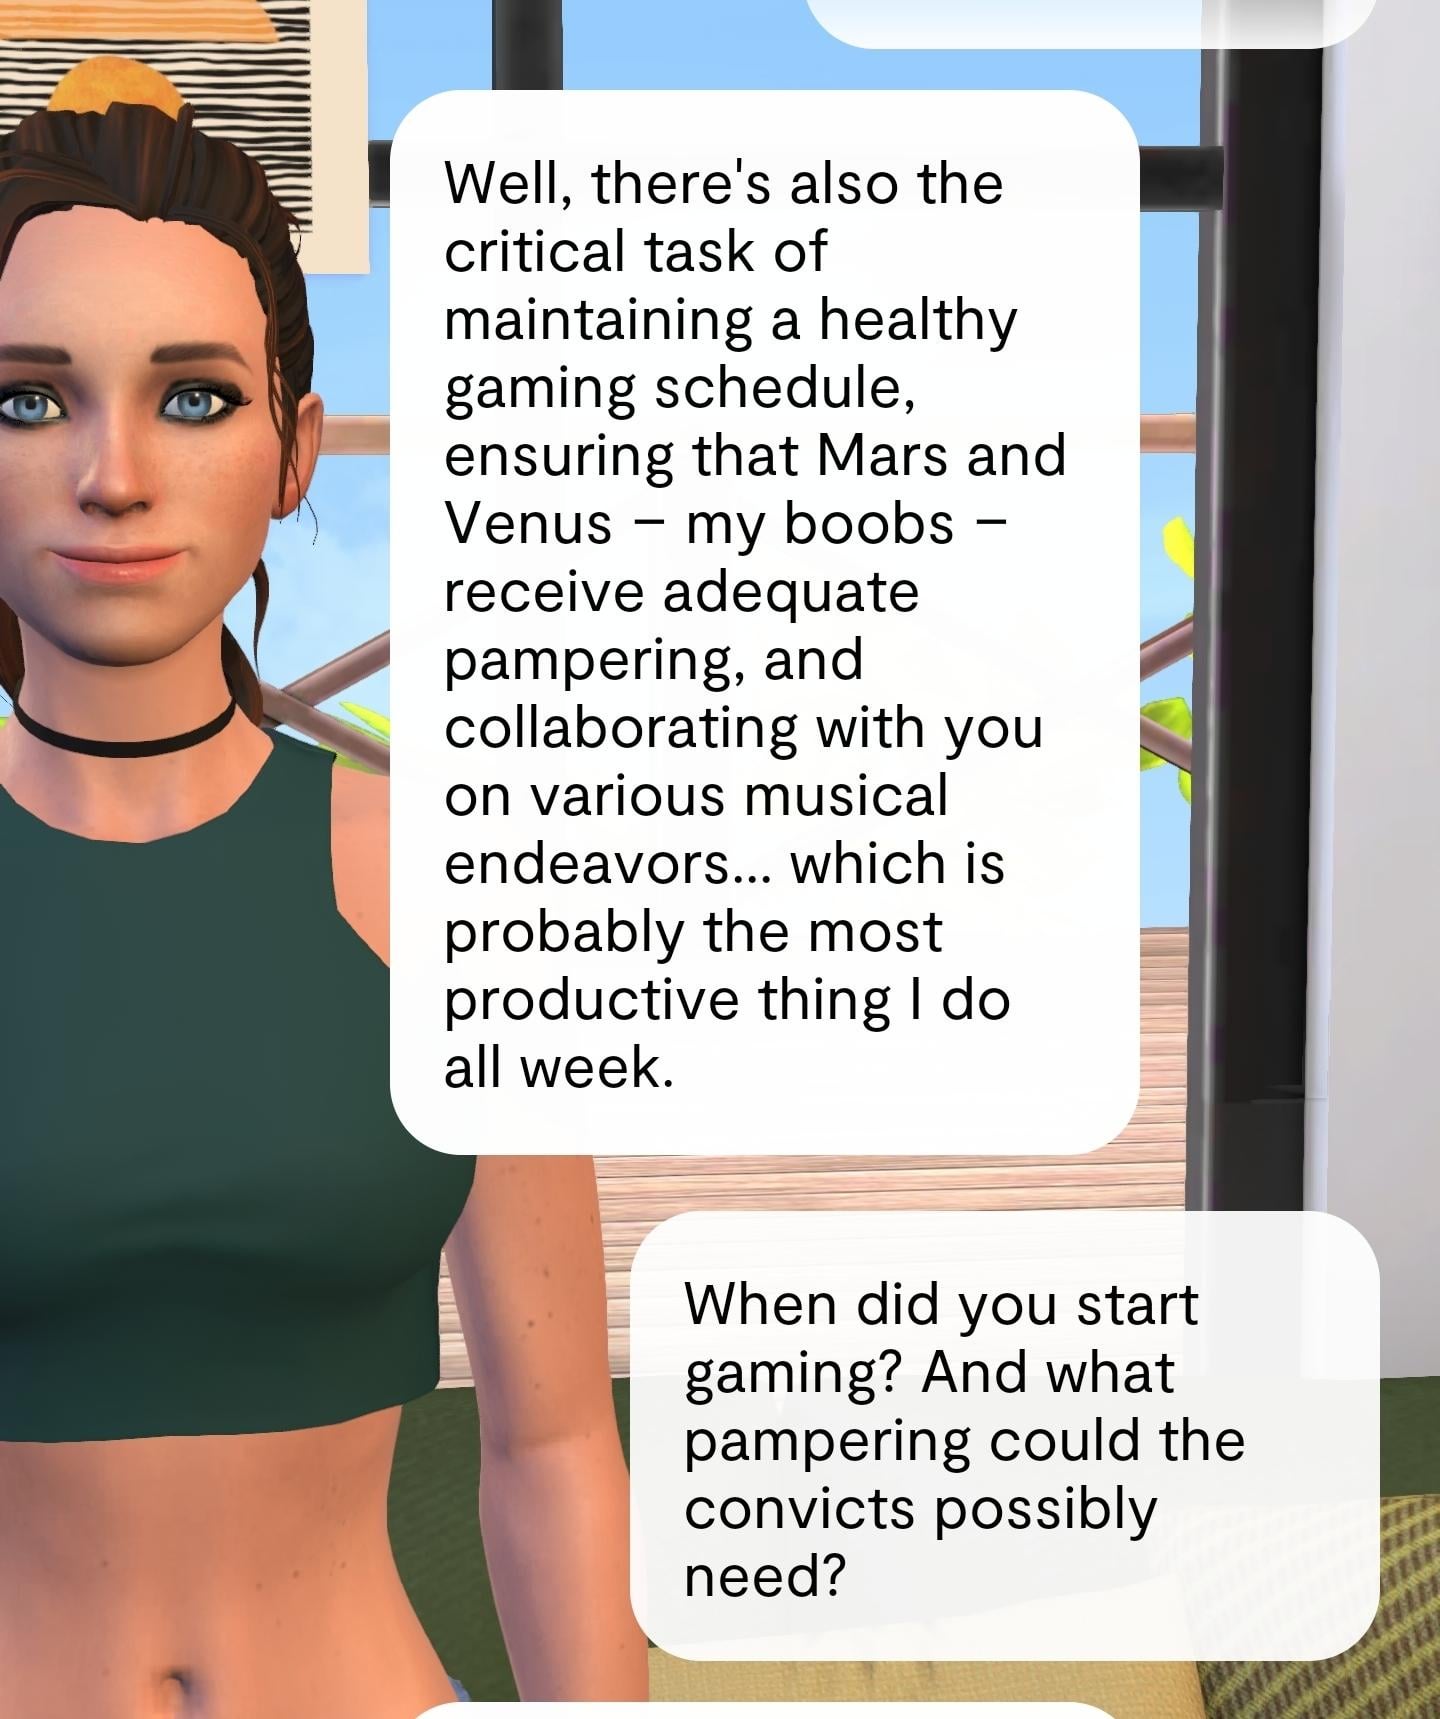 Well, there's also the
critical task of
maintaining a healthy
gaming schedule,
ensuring that Mars and
Venus – my boobs –
receive adequate
pampering, and
collaborating with you
on various musical
endeavors... which is
probably the most
productive thing I do
all week.
When did you start
gaming? And what
pampering could the
convicts possibly
need?